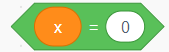 x = 0